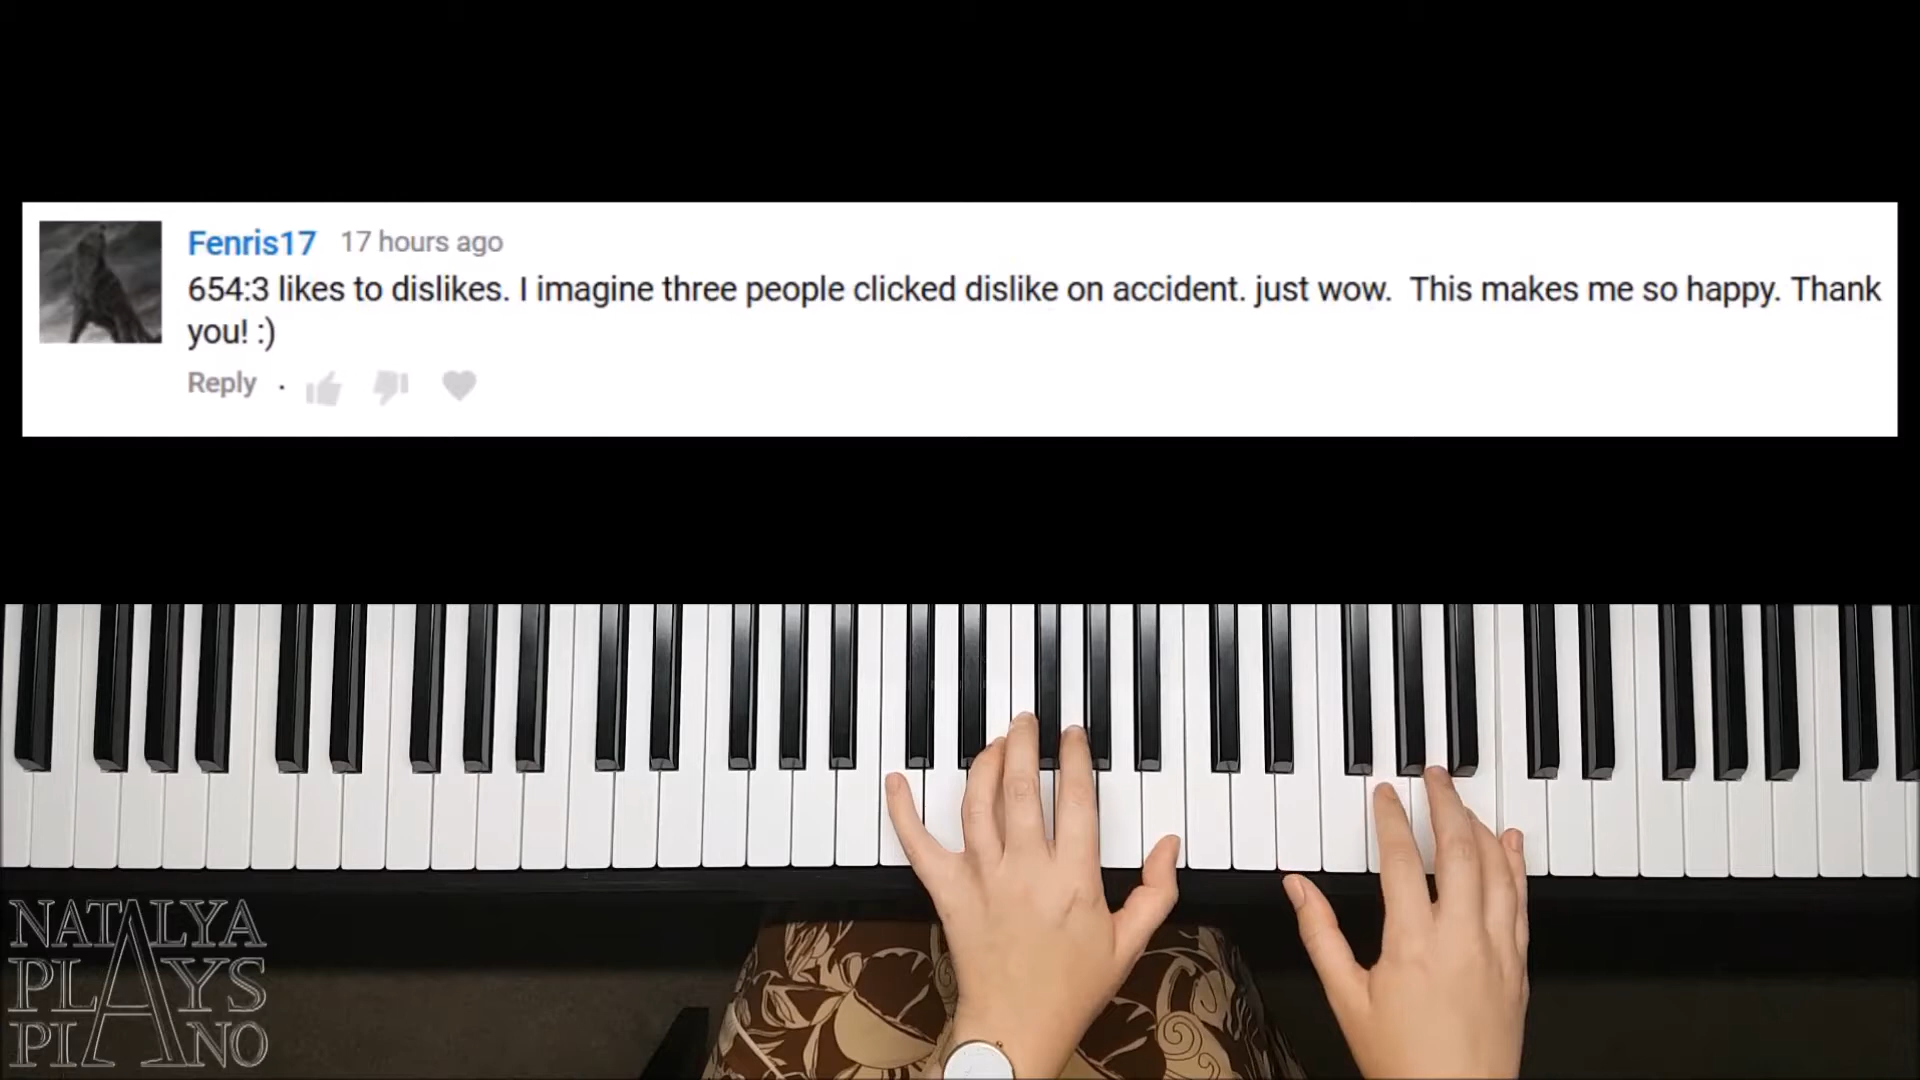 Fenris17 17 hours ago
654:3 likes to dislikes. I imagine three people clicked dislike on accident. just wow.  This makes me so happy. Thank
you! :)
Reply ·
NATALYA
PLAYS
PIANO